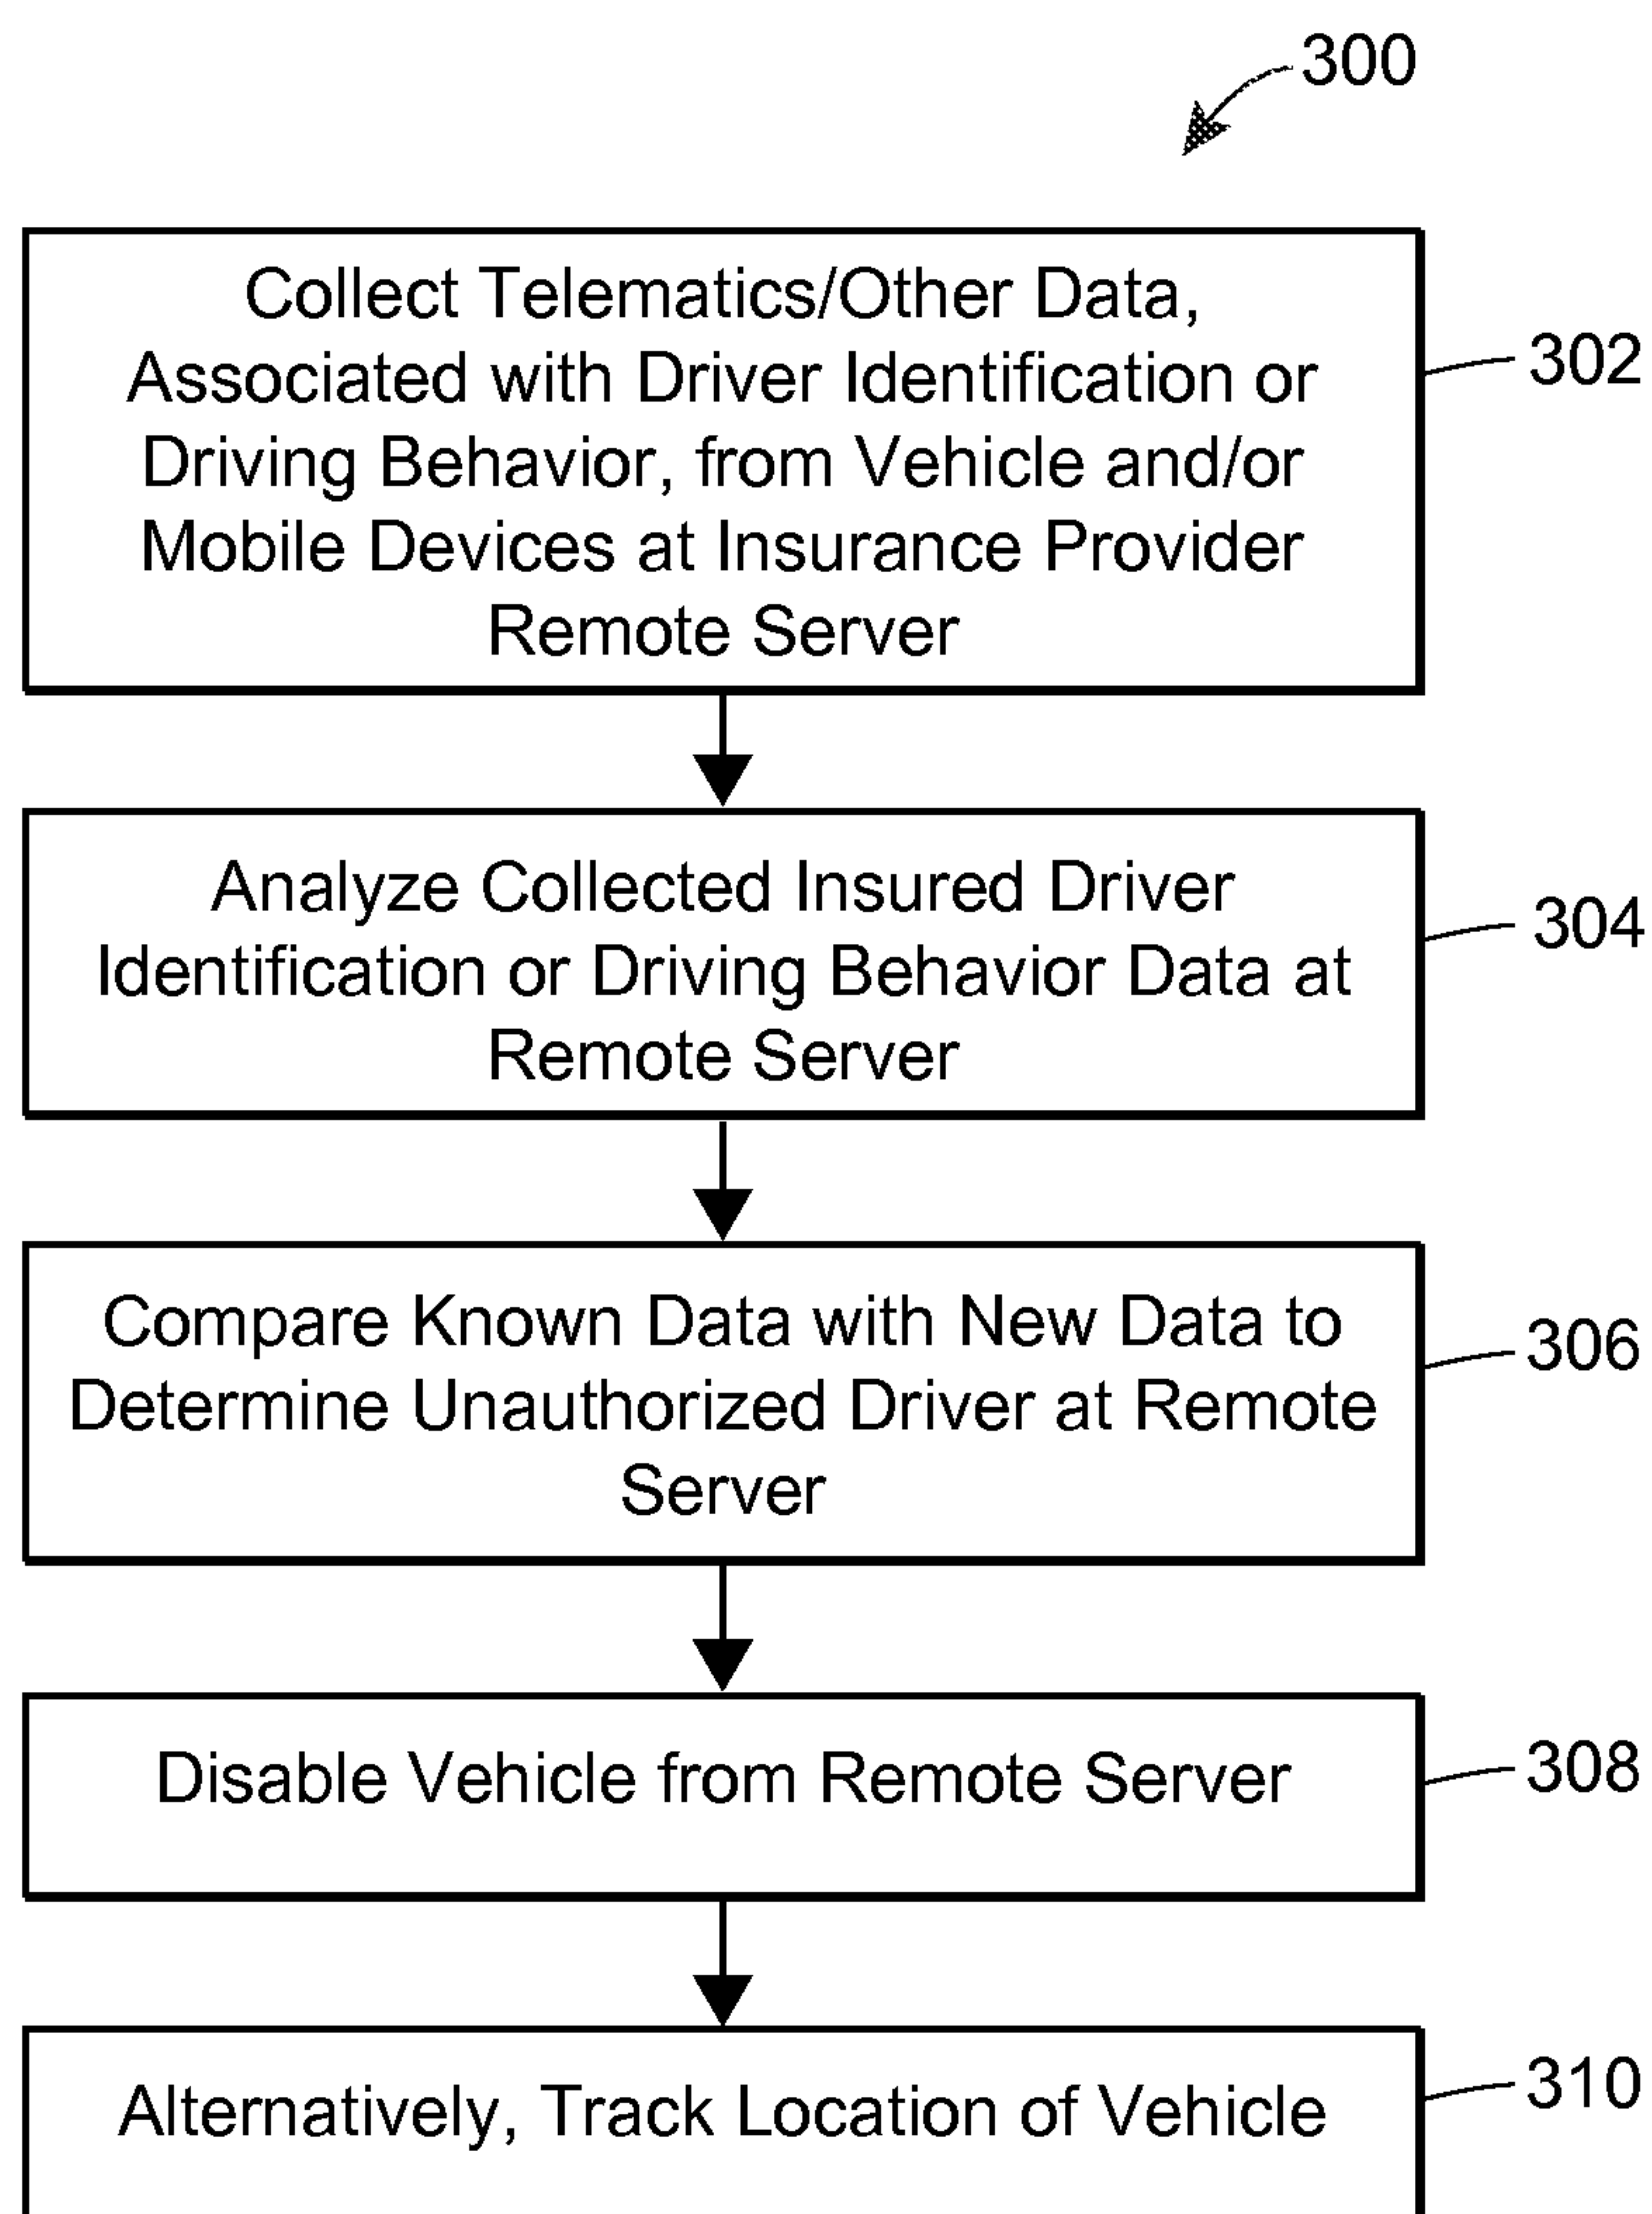 300
Collect Telematics/Other Data,
Associated with Driver Identification or
Driving Behavior, from Vehicle and/or
Mobile Devices at Insurance Provider
Remote Server
302
Analyze Collected Insured Driver
Identification or Driving Behavior Data at
Remote Server
304
Compare Known Data with New Data to
Determine Unauthorized Driver at Remote
Server
306
Disable Vehicle from Remote Server
308
Alternatively, Track Location of Vehicle
310